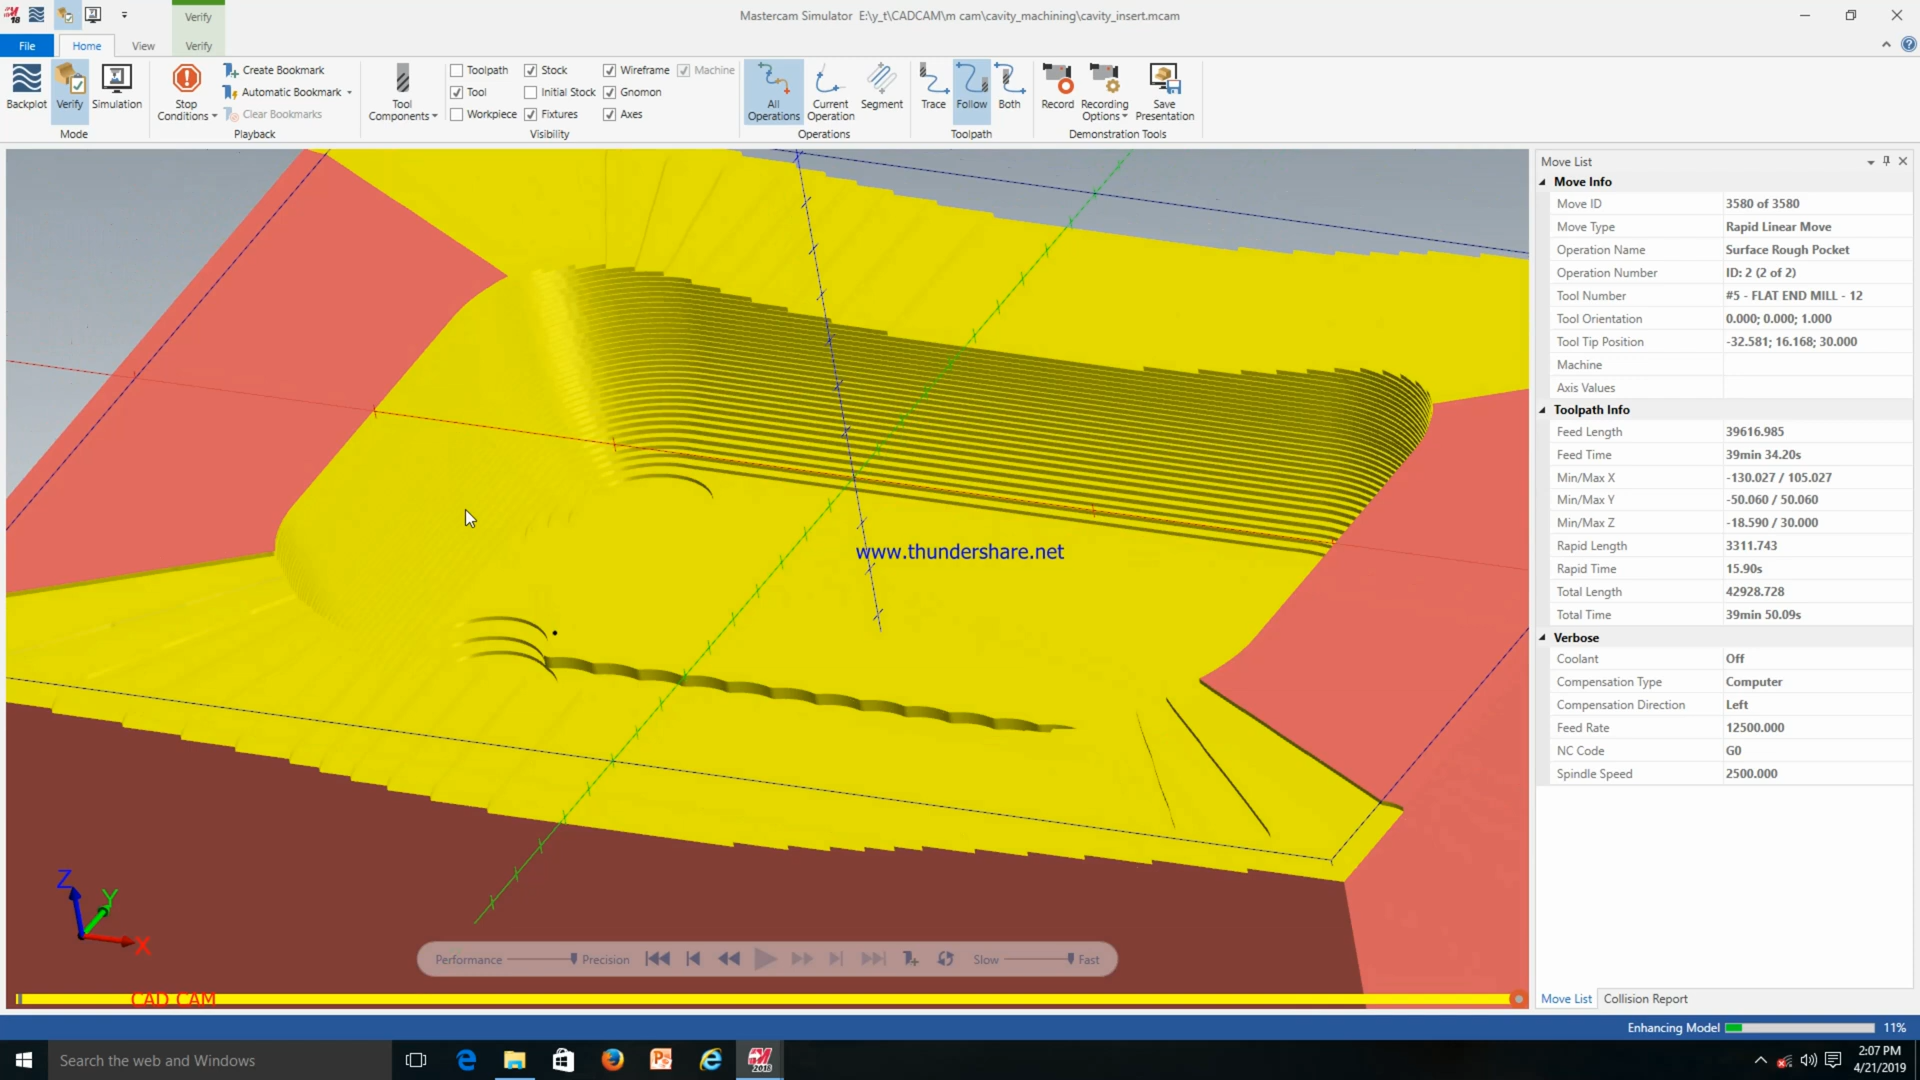 Verify
Mastercam Simulator E:\y_t\CADCAM\m cam\cavity_machining\cavity_insert.mcam
File Home View Verify
Backplot Verify Simulation
Mode
Stop Conditions
Create Bookmark
Automatic Bookmark
Clear Bookmarks
Playback
Tool Components
Toolpath Stock Wireframe Machine
Tool Initial Stock Gnomon
Workpiece Fixtures Axes
Visibility
All Operations Current Operation Segment
Operations
Trace Follow Both
Toolpath
Record Recording Options Save Presentation
Demonstration Tools
Move List
Move Info
Move ID 3580 of 3580
Move Type Rapid Linear Move
Operation Name Surface Rough Pocket
Operation Number ID: 2 (2 of 2)
Tool Number #5 - FLAT END MILL - 12
Tool Orientation 0.000; 0.000; 1.000
Tool Tip Position -32.581; 16.168; 30.000
Machine
Axis Values
Toolpath Info
Feed Length 39616.985
Feed Time 39min 34.20s
Min/Max X -130.027 / 105.027
Min/Max Y -50.060 / 50.060
Min/Max Z -18.590 / 30.000
Rapid Length 3311.743
Rapid Time 15.90s
Total Length 42928.728
Total Time 39min 50.09s
Verbose
Coolant Off
Compensation Type Computer
Compensation Direction Left
Feed Rate 12500.000
NC Code G0
Spindle Speed 2500.000
www.thundershare.net
Z
Y
X
Performance Precision Slow Fast
CAD CAM
Move List Collision Report
Enhancing Model 11%
Search the web and Windows
2:07 PM
4/21/2019